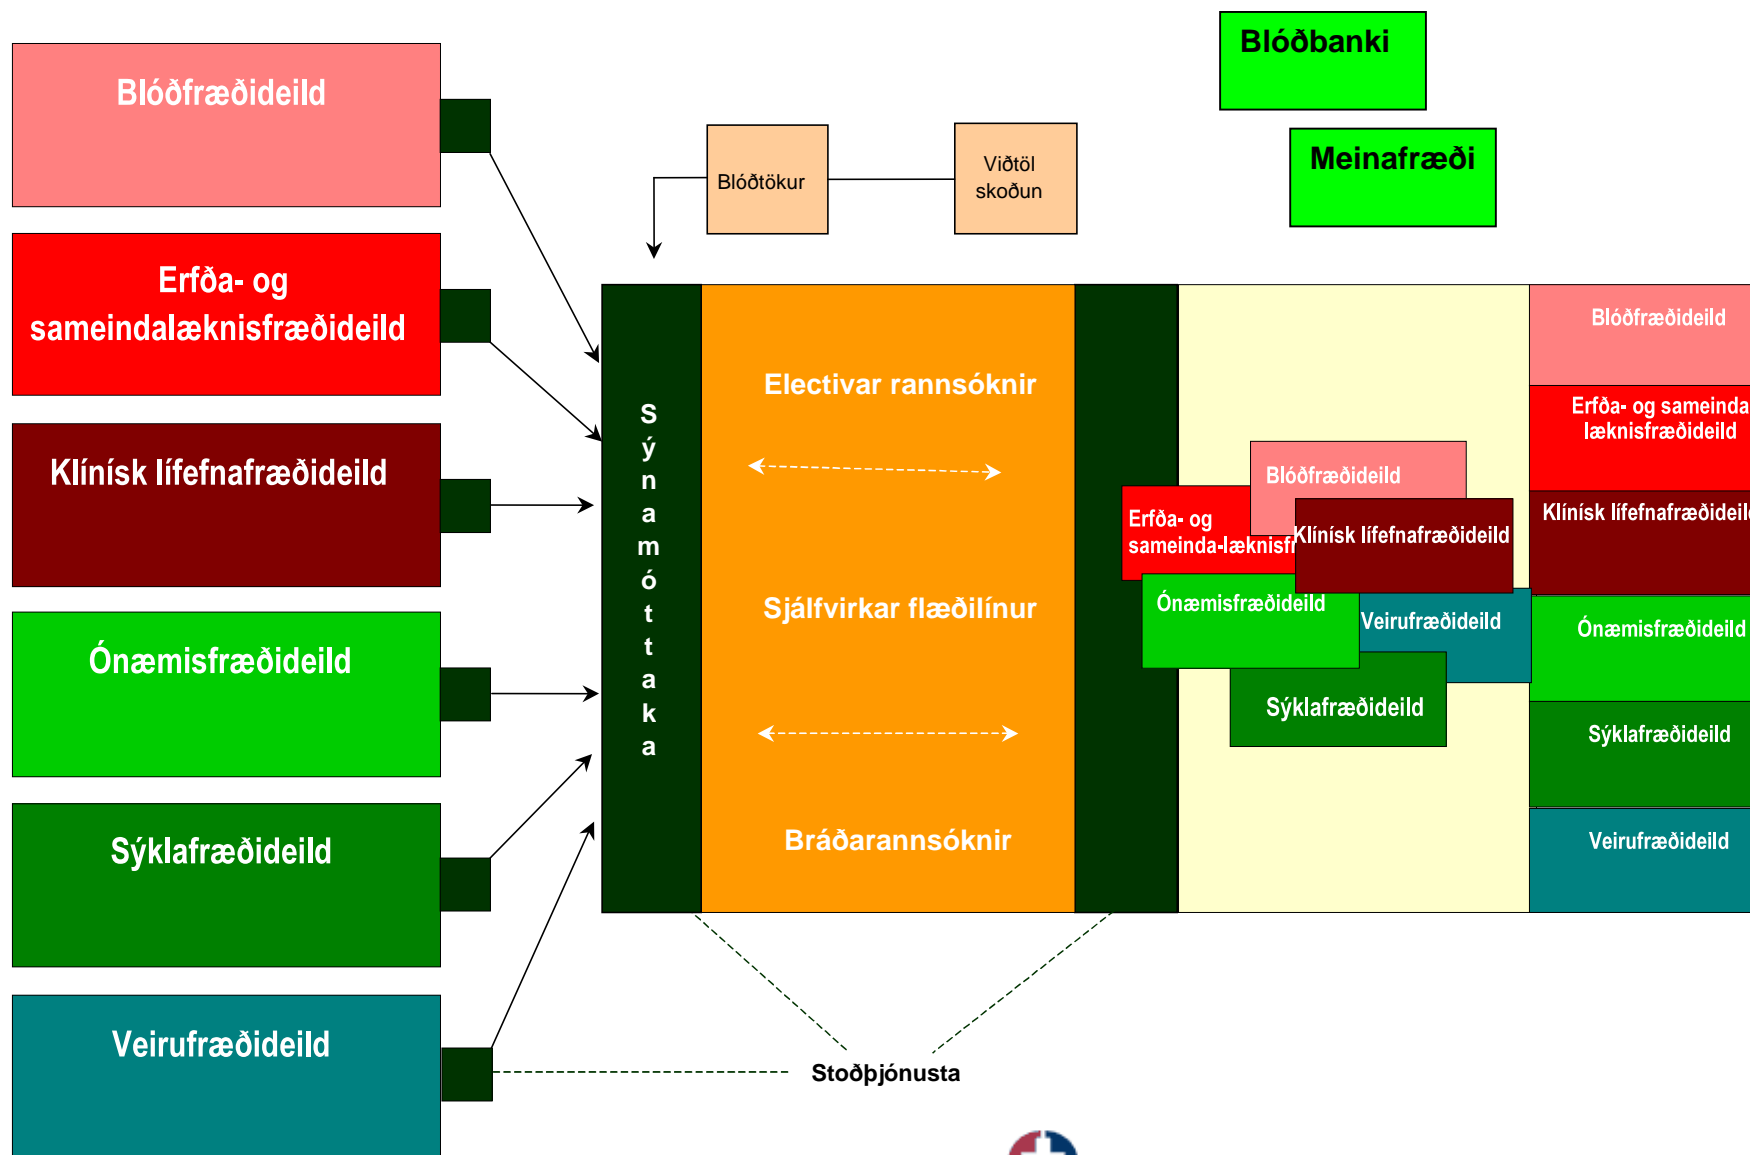 Blóðfræðideild
Erfða- og
sameindalæknisfræðideild
Klínísk lífefnafræðideild
Ónæmisfræðideild
Sýklafræðideild
Veirufræðideild
Blóðtökur
Viðtöl
skoðun
Blóðbanki
Meinafræði
Sýnamóttaka
Electivar rannsóknir
Sjálfvirkar flæðilínur
Bráðarannsóknir
Blóðfræðideild
Erfða- og
sameinda-læknisfr
Klínísk lífefnafræðideild
Ónæmisfræðideild
Veirufræðideild
Sýklafræðideild
Blóðfræðideild
Erfða- og sameinda
læknisfræðideild
Klínísk lífefnafræðideil
Ónæmisfræðideild
Sýklafræðideild
Veirufræðideild
Stoðþjónusta